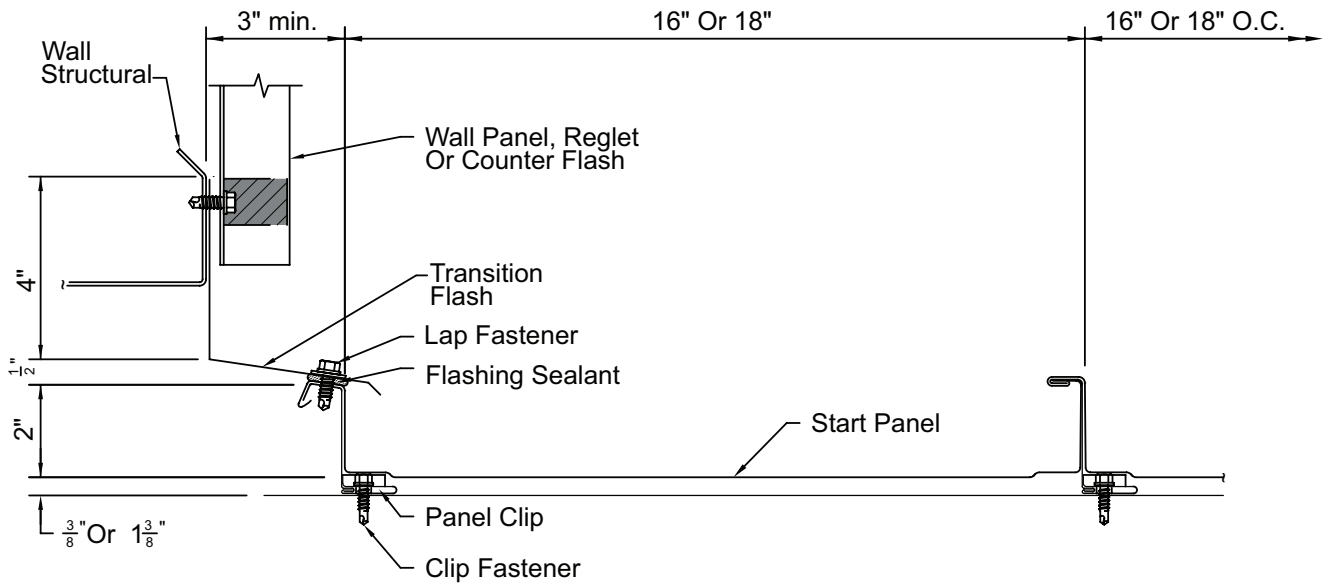 3" min.
16" Or 18"
16" Or 18" O.C.
Wall
Structural
Wall Panel, Reglet
Or Counter Flash
4"
Transition
Flash
Lap Fastener
1/2"
Flashing Sealant
2"
Start Panel
3/8"Or 1 3/8"
Panel Clip
Clip Fastener